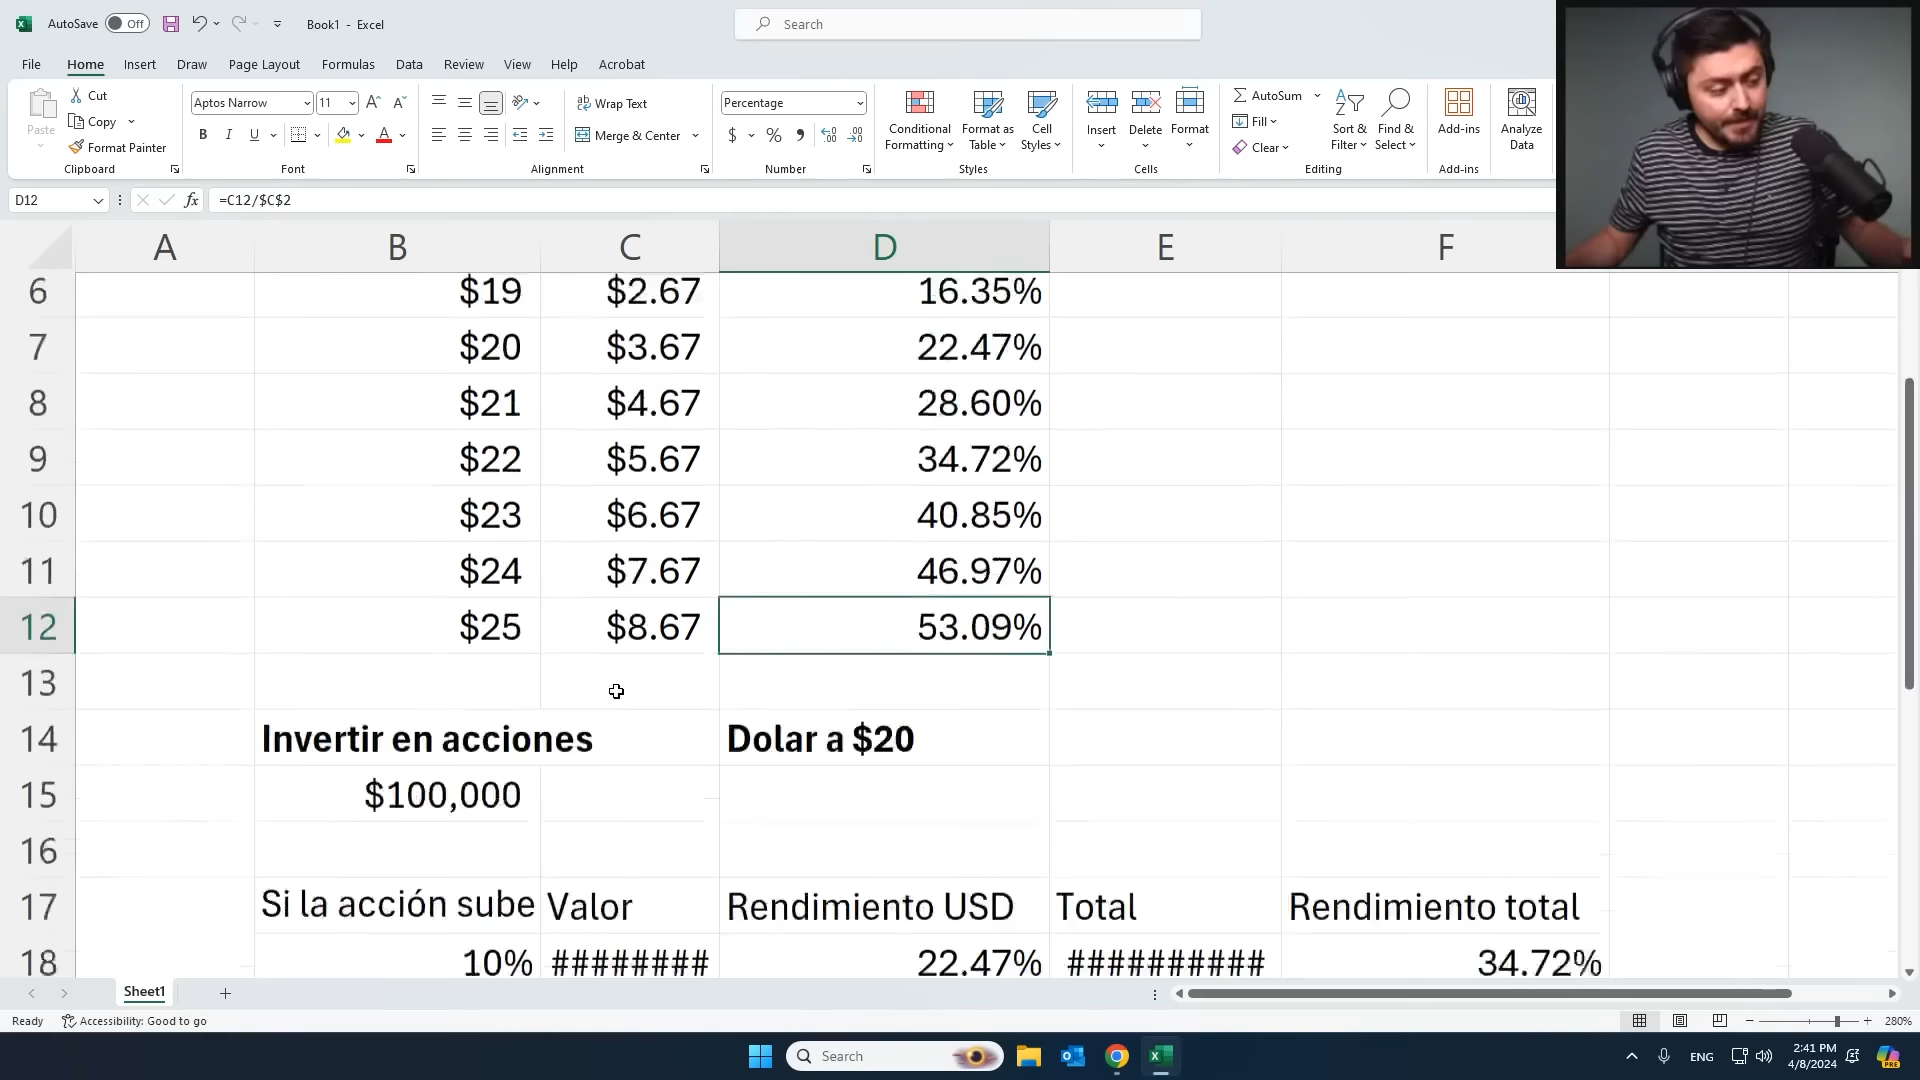 AutoSave Off Book1 - Excel Search
File Home Insert Draw Page Layout Formulas Data Review View Help Acrobat
Paste Cut Copy Format Painter Clipboard
Aptos Narrow 11 B I U Font
ab Wrap Text Merge & Center Alignment
Percentage $ % , Number
Conditional Formatting Format as Table Cell Styles Styles
Insert Delete Format Cells
AutoSum Fill Clear Sort & Filter Find & Select Editing
Add-ins Add-ins
Analyze Data
D12 fx =C12/$C$2
A B C D E F
6 $19 $2.67 16.35%
7 $20 $3.67 22.47%
8 $21 $4.67 28.60%
9 $22 $5.67 34.72%
10 $23 $6.67 40.85%
11 $24 $7.67 46.97%
12 $25 $8.67 53.09%
13
14 Invertir en acciones Dolar a $20
15 $100,000
16
17 Si la acción sube Valor Rendimiento USD Total Rendimiento total
18 10% ######## 22.47% ########## 34.72%
Sheet1
Ready Accessibility: Good to go 280%
Search ENG 2:41 PM
4/8/2024 PRE